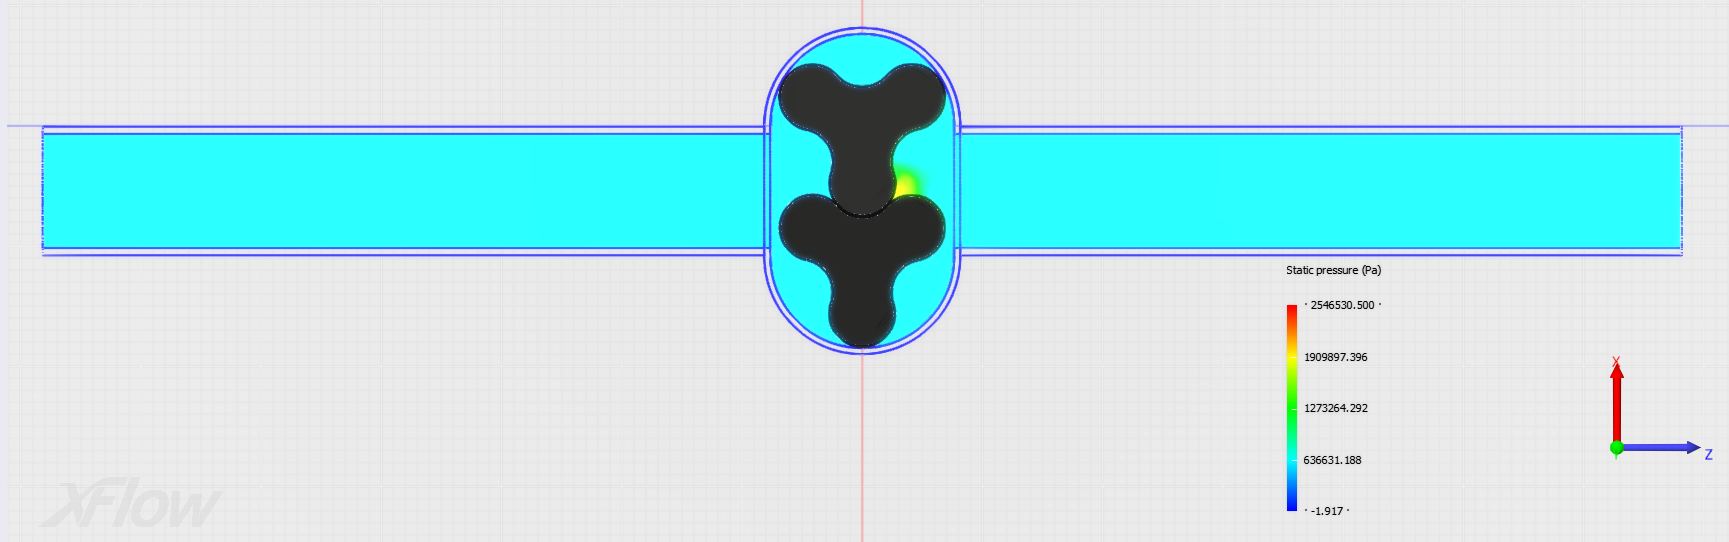 Static pressure (Pa)
2546530.500
1909897.396
1273264.292
636631.188
-1.917
X
Z
XFlow